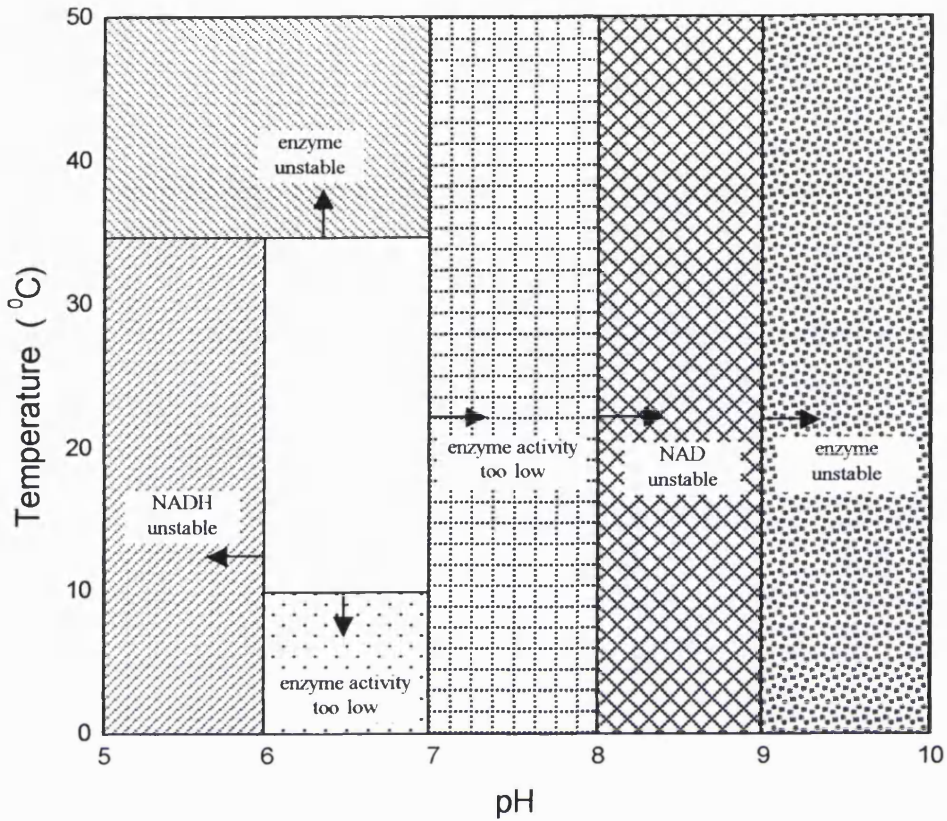 50
40
30
20
10
0
Temperature ( ⁰C)
enzyme
unstable
NADH
unstable
enzyme activity
too low
enzyme activity
too low
NAD
unstable
enzyme
unstable
5
6
7
8
9
10
pH